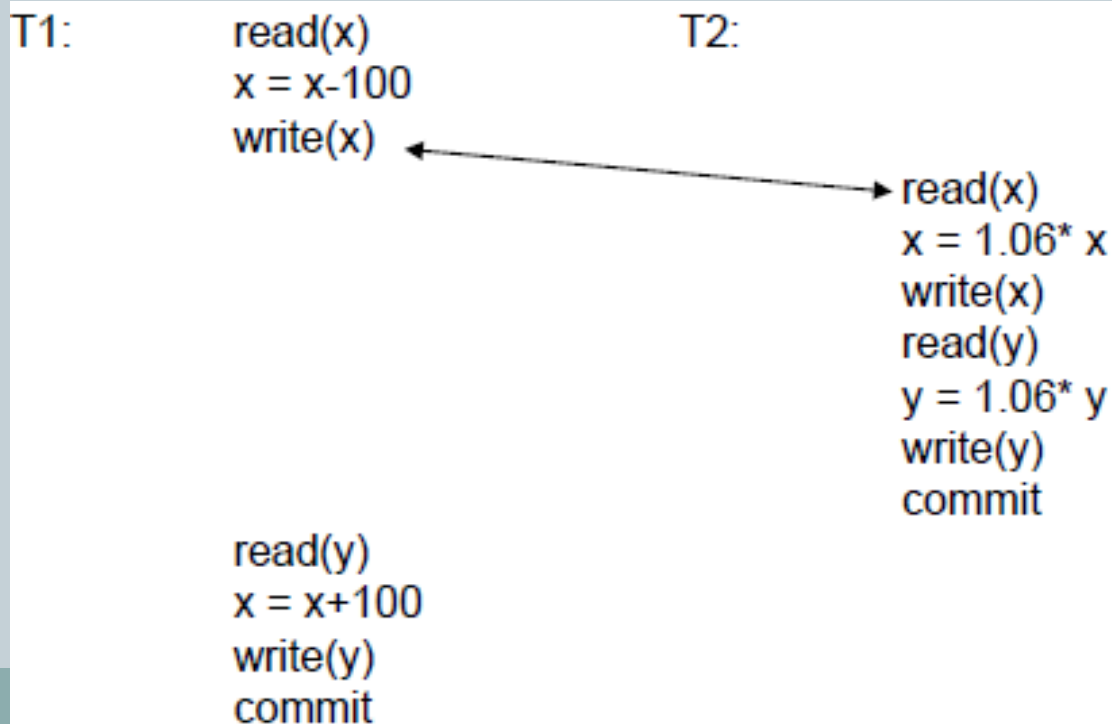 T1: read(x) T2:
x = x-100
write(x)
read(x)
x = 1.06* x
write(x)
read(y)
y = 1.06* y
write(y)
commit
read(y)
x = x+100
write(y)
commit